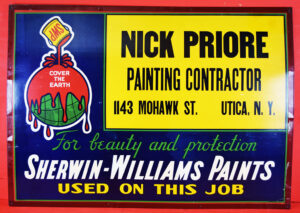 SWP
COVER
THE
EARTH
NICK PRIORE
PAINTING CONTRACTOR
1143 MOHAWK ST. UTICA, N.Y.
For beauty and protection
SHERWIN-WILLIAMS PAINTS
USED ON THIS JOB